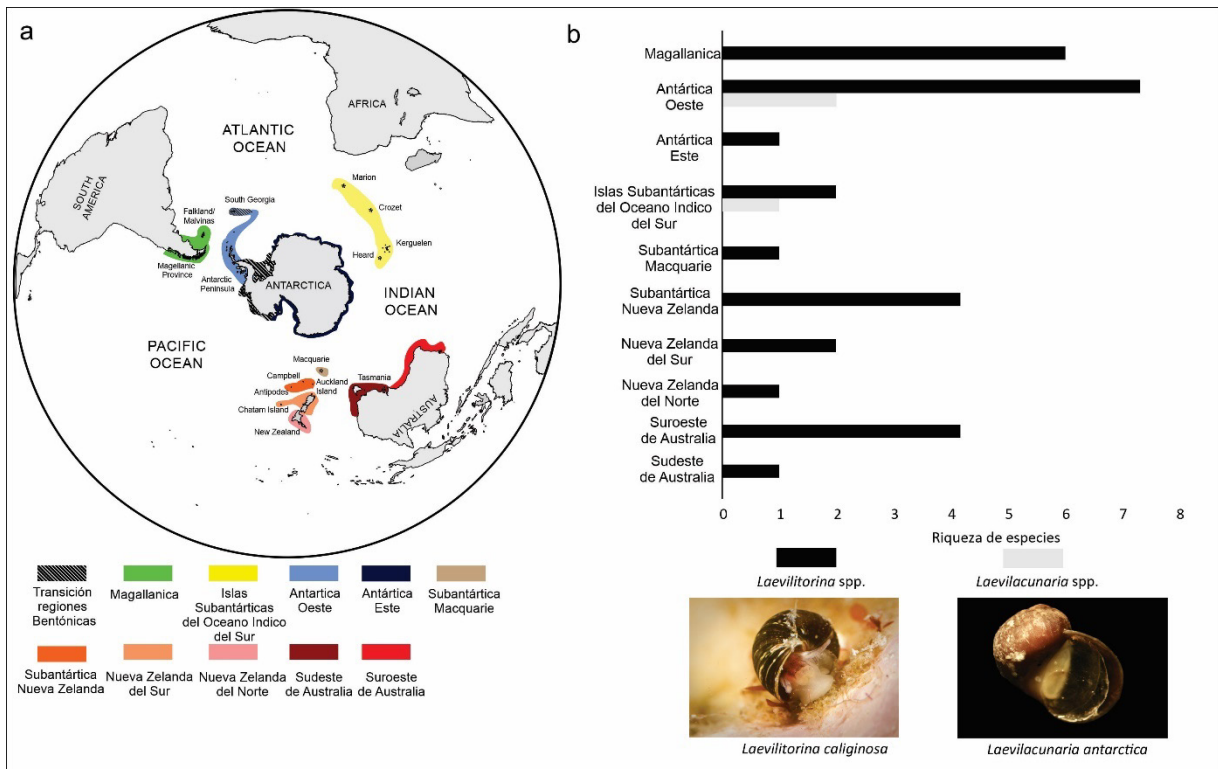 a
AFRICA
ATLANTIC
OCEAN
SOUTH
AMERICA
Marion
South Georgia
Crozet
Falkland/
Malvinas
Kerguelen
Heard
Magellanic
Province
Antarctic
Peninsula
ANTARCTICA
INDIAN
OCEAN
PACIFIC
OCEAN
Macquarie
Campbell
Auckland
Island
Tasmania
Antipodes
Chatam Island
New Zealand
AUSTRALIA
Transición
regiones
Bentónicas
Magallanica
Islas
Subantárticas
del Oceano Indico
del Sur
Antartica
Oeste
Antártica
Este
Subantártica
Macquarie
Subantártica
Nueva Zelanda
Nueva Zelanda
del Sur
Nueva Zelanda
del Norte
Sudeste
de Australia
Suroeste
de Australia
b
Magallanica
Antártica
Oeste
Antártica
Este
Islas Subantárticas
del Oceano Indico
del Sur
Subantártica
Macquarie
Subantártica
Nueva Zelanda
Nueva Zelanda
del Sur
Nueva Zelanda
del Norte
Suroeste
de Australia
Sudeste
de Australia
0 1 2 3 4 5 6 7 8
Riqueza de especies
Laevilitorina spp.
Laevilacunaria spp.
Laevilitorina caliginosa
Laevilacunaria antarctica